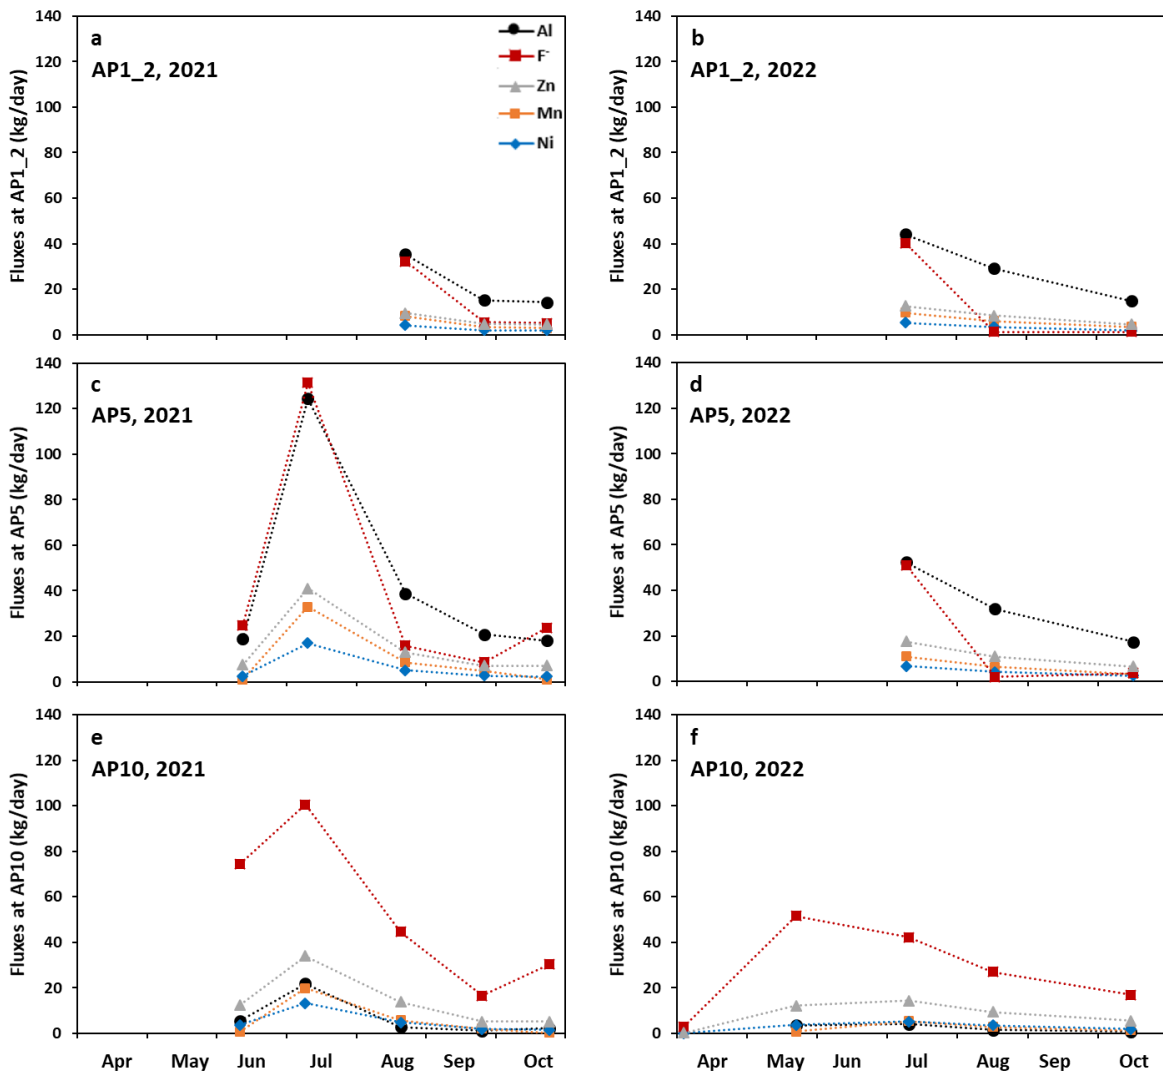 140
120
100
80
60
40
20
0
Fluxes at AP1_2 (kg/day)
a
AP1_2, 2021
Al
F⁻
Zn
Mn
Ni
140
120
100
80
60
40
20
0
Fluxes at AP1_2 (kg/day)
b
AP1_2, 2022
140
120
100
80
60
40
20
0
Fluxes at AP5 (kg/day)
c
AP5, 2021
140
120
100
80
60
40
20
0
Fluxes at AP5 (kg/day)
d
AP5, 2022
140
120
100
80
60
40
20
0
Fluxes at AP10 (kg/day)
e
AP10, 2021
Apr May Jun Jul Aug Sep Oct
140
120
100
80
60
40
20
0
Fluxes at AP10 (kg/day)
f
AP10, 2022
Apr May Jun Jul Aug Sep Oct